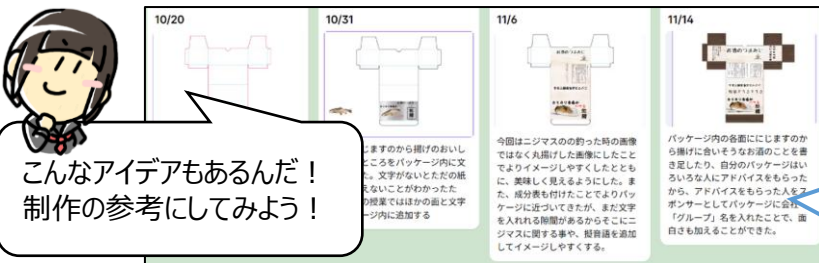 10/20
10/31
11/6
11/14
こんなアイデアもあるんだ！
制作の参考にしてみよう！
じますのから揚げのおいし
ところをパッケージ内に文
た。文字がないとただの紙
えないことがわかったた
の授業ではほかの面と文字
ージ内に追加する
お酒のつまみに
今回はニジマスのの釣った時の画像
ではなく丸揚げした画像にしたこと
でよりイメージしやすくしたととも
に、美味しく見えるようにした。ま
た、成分表も付けたことでよりパッ
ケージに近づいてきたが、まだ文字
を入れれる隙間があるからそこにニ
ジマスに関する事や、擬音語を追加
してイメージしやすくする。
お酒のつまみに
パッケージ内の各面ににじますのか
ら揚げに合いそうなお酒のことを書
き足したり、自分のパッケージはい
ろいろな人にアドバイスをもらった
から、アドバイスをもらった人をス
ポンサーとしてパッケージに会社
「グループ」名を入れたことで、面
白さも加えることができた。